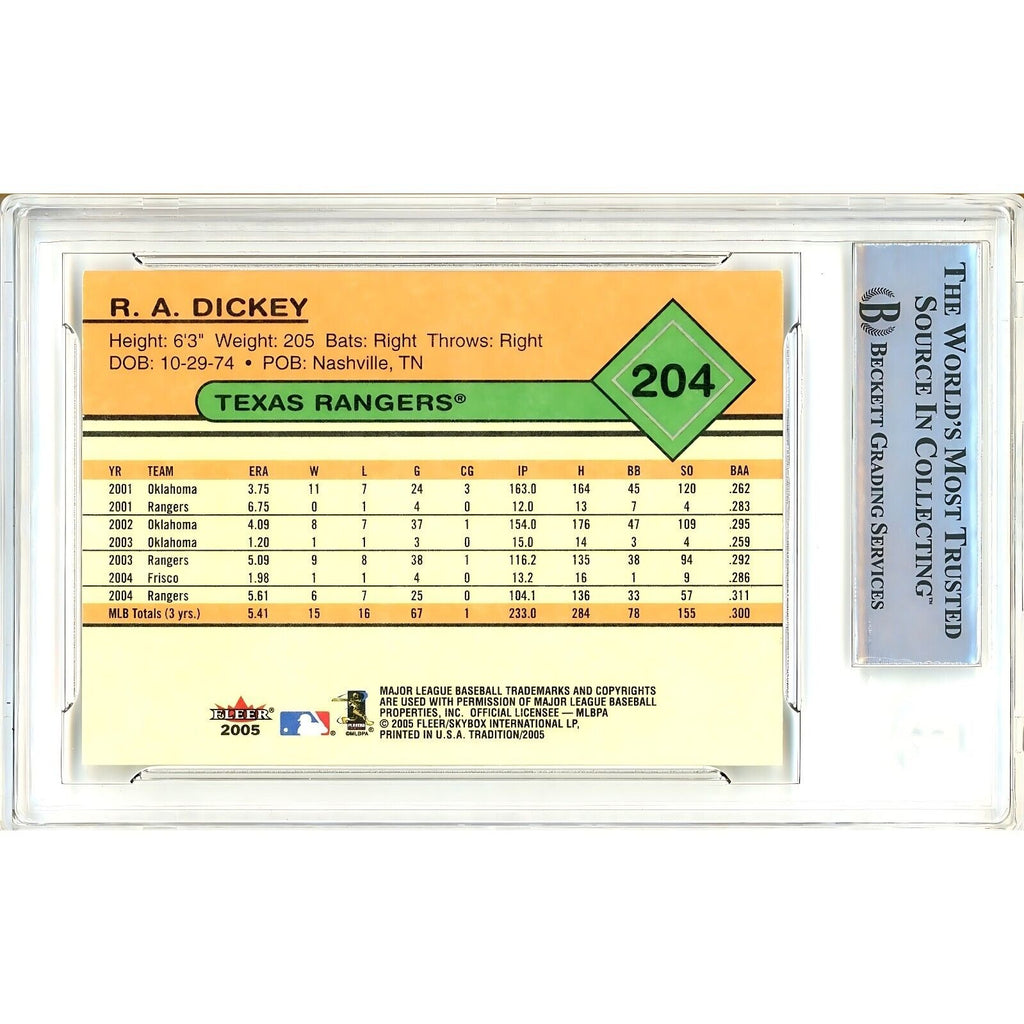 R. A. DICKEY
Height: 6'3" Weight: 205 Bats: Right Throws: Right
DOB: 10-29-74 • POB: Nashville, TN
204
TEXAS RANGERS®
YR TEAM ERA W L G CG IP H BB SO BAA
2001 Oklahoma 3.75 11 7 24 3 163.0 164 45 120 .262
2001 Rangers 6.75 0 1 4 0 12.0 13 7 4 .283
2002 Oklahoma 4.09 8 7 37 1 154.0 176 47 109 .295
2003 Oklahoma 1.20 1 1 3 0 15.0 14 3 4 .259
2003 Rangers 5.09 9 8 38 1 116.2 135 38 94 .292
2004 Frisco 1.98 1 1 4 0 13.2 16 1 9 .286
2004 Rangers 5.61 6 7 25 0 104.1 136 33 57 .311
MLB Totals (3 yrs.) 5.41 15 16 67 1 233.0 284 78 155 .300
FLEER®
2005
®
©MLBPA
MAJOR LEAGUE BASEBALL TRADEMARKS AND COPYRIGHTS
ARE USED WITH PERMISSION OF MAJOR LEAGUE BASEBALL
PROPERTIES, INC. OFFICIAL LICENSEE — MLBPA
© 2005 FLEER/SKYBOX INTERNATIONAL LP,
PRINTED IN U.S.A. TRADITION/2005
THE WORLD'S MOST TRUSTED
SOURCE IN COLLECTING™
B BECKETT GRADING SERVICES